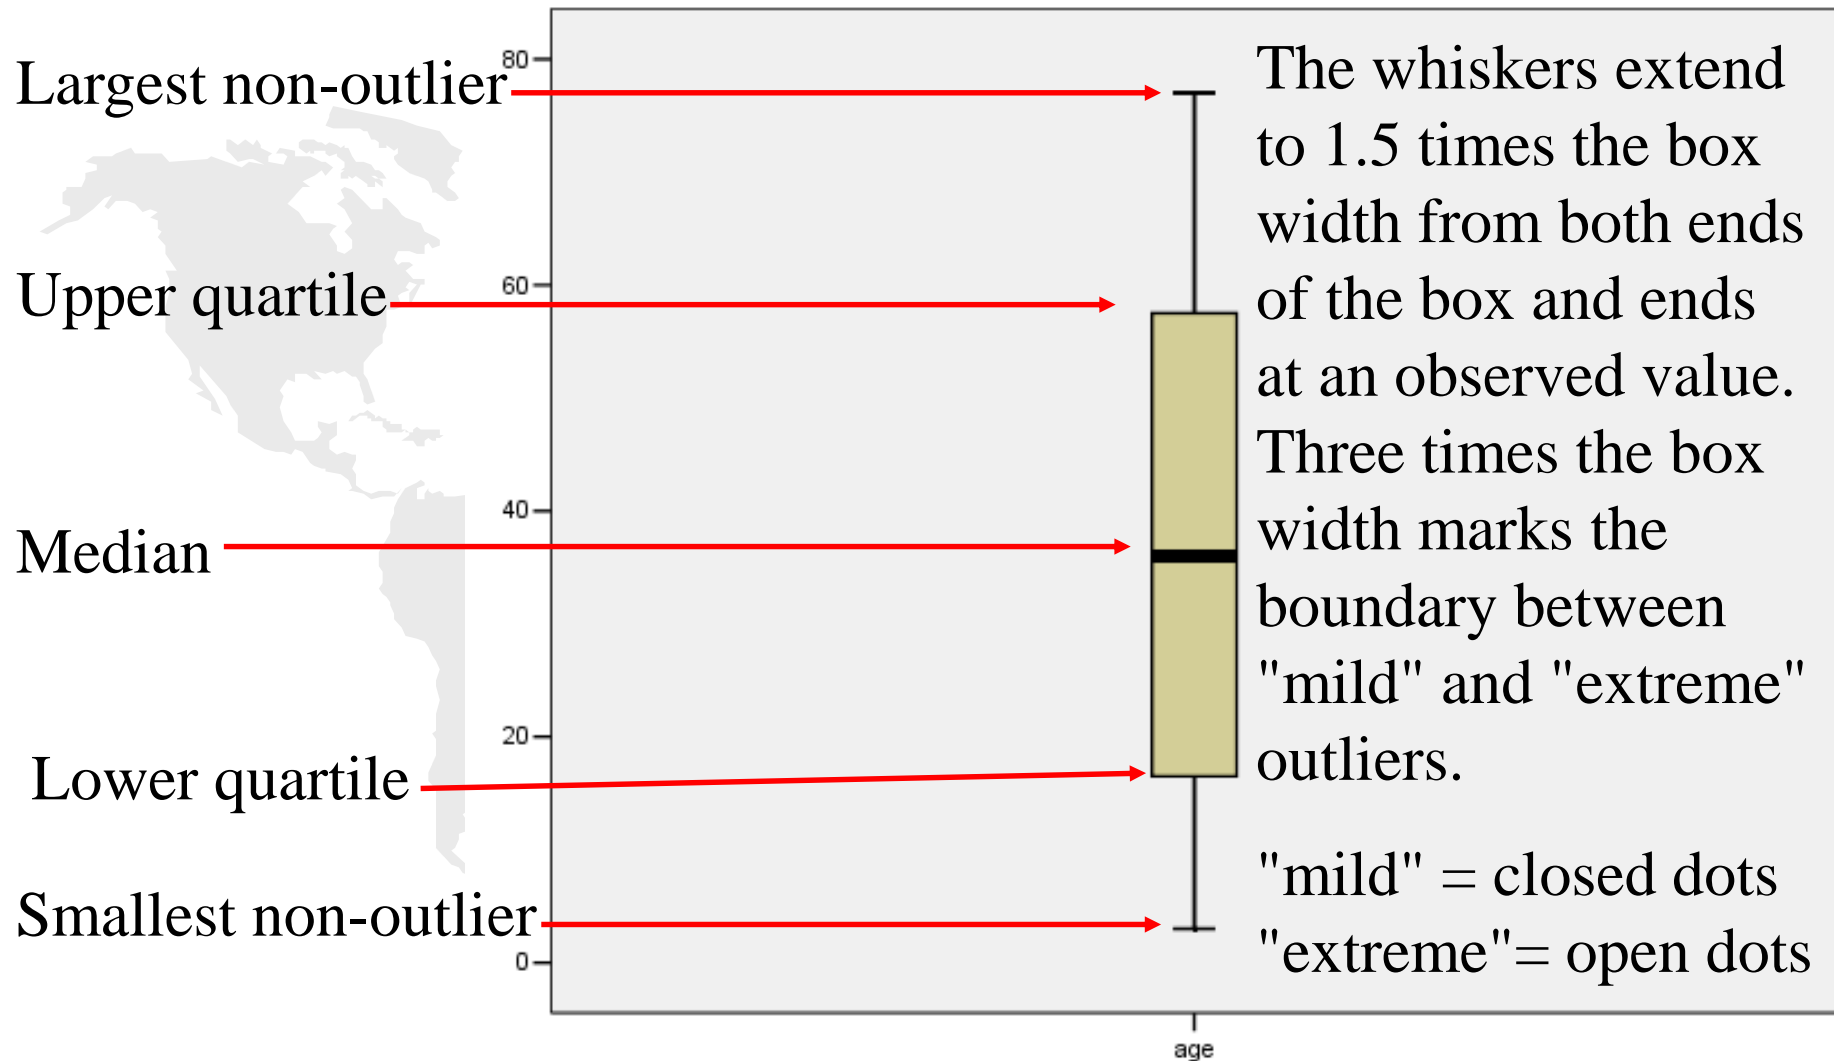 Largest non-outlier
Upper quartile
Median
Lower quartile
Smallest non-outlier
80
60
40
20
0
The whiskers extend
to 1.5 times the box
width from both ends
of the box and ends
at an observed value.
Three times the box
width marks the
boundary between
"mild" and "extreme"
outliers.
"mild" = closed dots
"extreme"= open dots
age